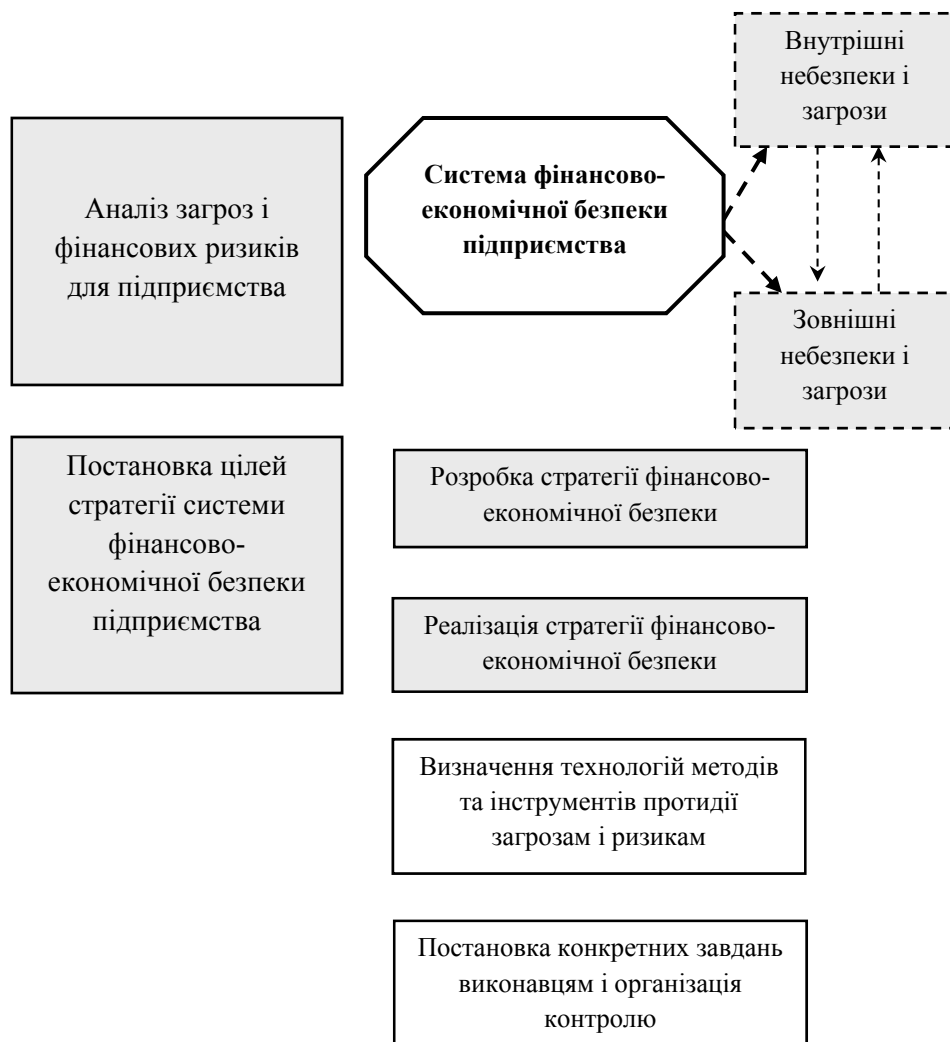 Внутрішні
небезпеки і
загрози
Аналіз загроз і
фінансових ризиків
для підприємства
Система фінансово-
економічної безпеки
підприємства
Зовнішні
небезпеки і
загрози
Постановка цілей
стратегії системи
фінансово-
економічної безпеки
підприємства
Розробка стратегії фінансово-
економічної безпеки
Реалізація стратегії фінансово-
економічної безпеки
Визначення технологій методів
та інструментів протидії
загрозам і ризикам
Постановка конкретних завдань
виконавцям і організація
контролю